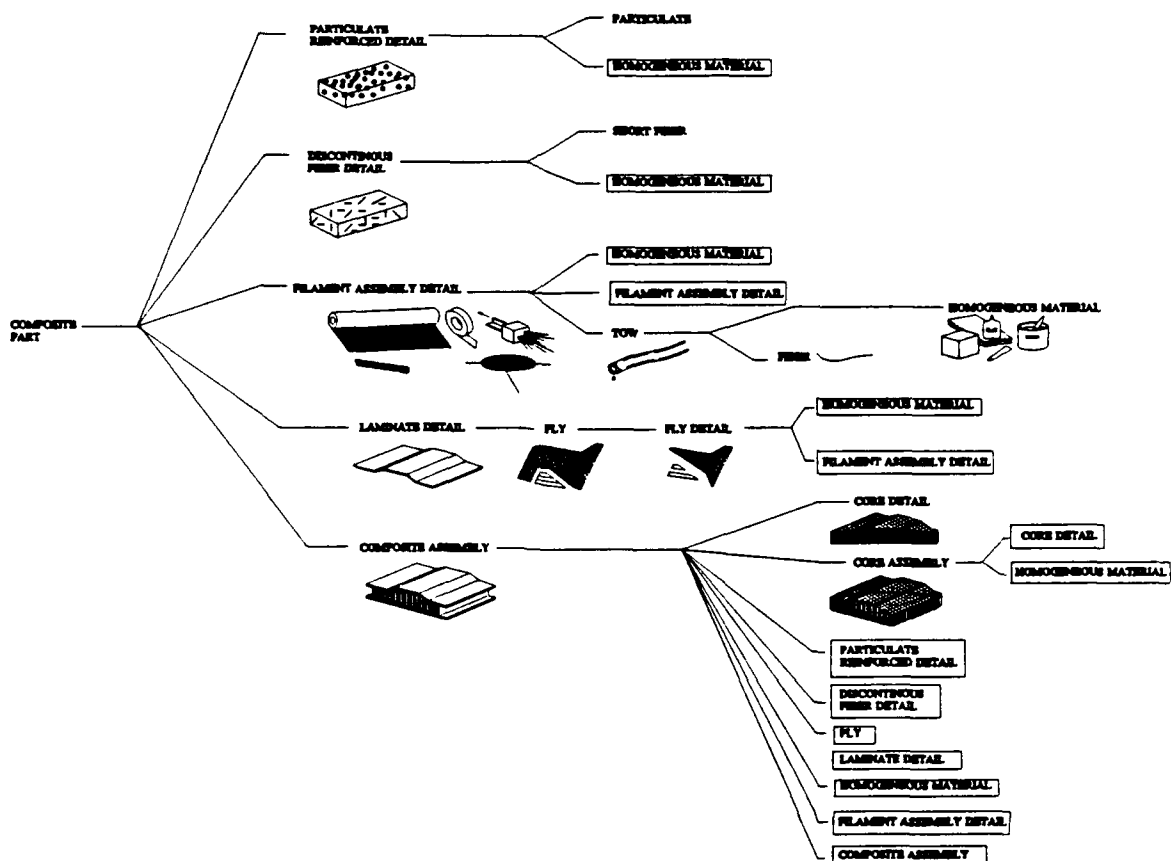 PARTICULATE
REINFORCED DETAIL
PARTICULATE
HOMOGENEOUS MATERIAL
DISCONTINOUS
FIBER DETAIL
SHORT FIBER
HOMOGENEOUS MATERIAL
COMPOSITE
PART
FILAMENT ASSEMBLY DETAIL
HOMOGENEOUS MATERIAL
FILAMENT ASSEMBLY DETAIL
TOW
HOMOGENEOUS MATERIAL
FIBER
LAMINATE DETAIL
PLY
PLY DETAIL
HOMOGENEOUS MATERIAL
FILAMENT ASSEMBLY DETAIL
COMPOSITE ASSEMBLY
CORE DETAIL
CORE ASSEMBLY
CORE DETAIL
HOMOGENEOUS MATERIAL
PARTICULATE
REINFORCED DETAIL
DISCONTINOUS
FIBER DETAIL
PLY
LAMINATE DETAIL
HOMOGENEOUS MATERIAL
FILAMENT ASSEMBLY DETAIL
COMPOSITE ASSEMBLY